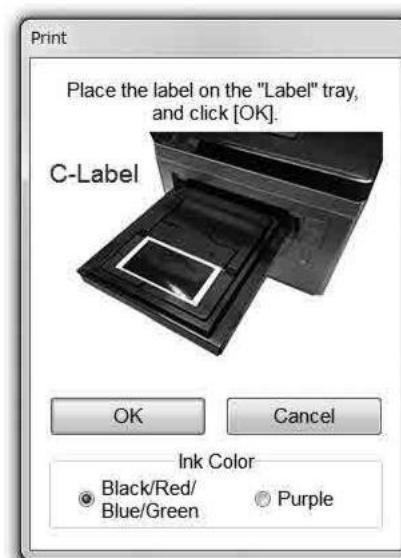 Print
Place the label on the "Label" tray,
and click [OK].
C-Label
OK
Cancel
Ink Color
Black/Red/
Blue/Green
Purple